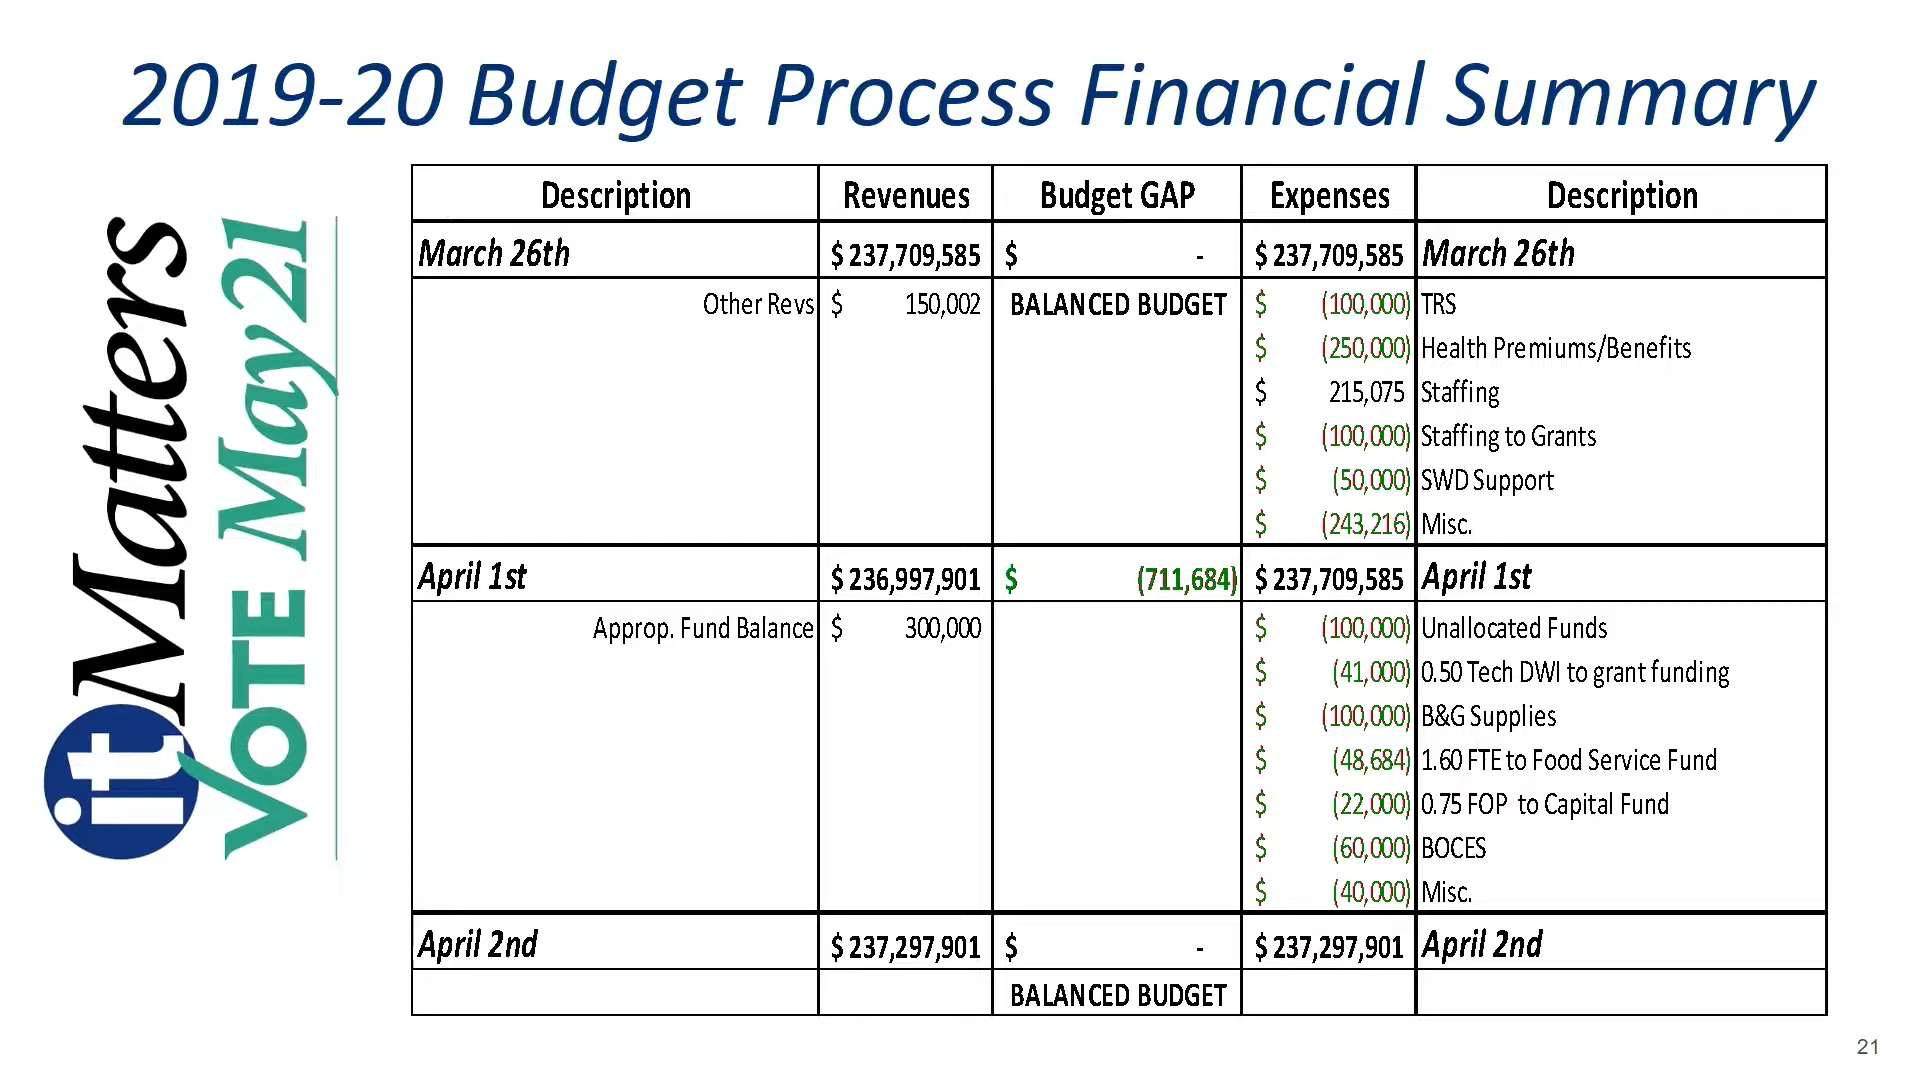 2019-20 Budget Process Financial Summary
it Matters
VOTE May 21
Description Revenues Budget GAP Expenses Description
March 26th $ 237,709,585 $ - $ 237,709,585 March 26th
Other Revs $ 150,002 BALANCED BUDGET $ (100,000) TRS
$ (250,000) Health Premiums/Benefits
$ 215,075 Staffing
$ (100,000) Staffing to Grants
$ (50,000) SWD Support
$ (243,216) Misc.
April 1st $ 236,997,901 $ (711,684) $ 237,709,585 April 1st
Approp. Fund Balance $ 300,000 $ (100,000) Unallocated Funds
$ (41,000) 0.50 Tech DWI to grant funding
$ (100,000) B&G Supplies
$ (48,684) 1.60 FTE to Food Service Fund
$ (22,000) 0.75 FOP to Capital Fund
$ (60,000) BOCES
$ (40,000) Misc.
April 2nd $ 237,297,901 $ - $ 237,297,901 April 2nd
BALANCED BUDGET
21